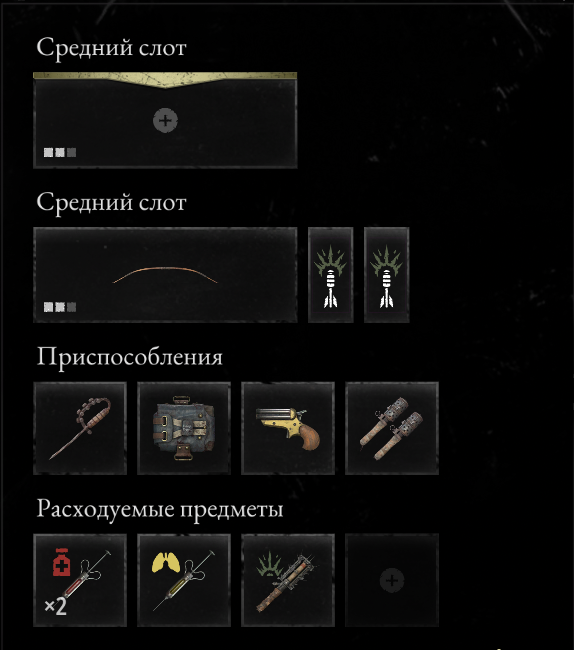 Средний слот
Средний слот
Приспособления
Расходуемые предметы
×2